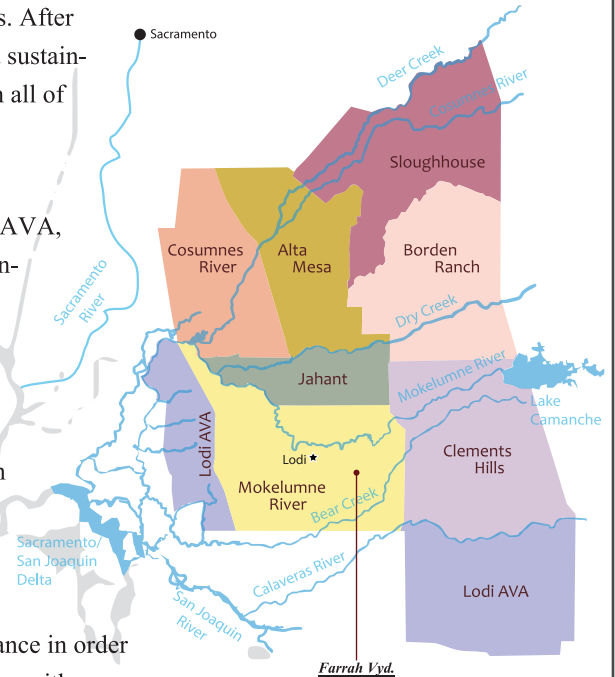 s. After
sustain-
n all of
AVA,
n-
ance in order
Sacramento
Deer Creek
Cosumnes River
Sloughhouse
Sacramento
River
Cosumnes
River
Alta
Mesa
Borden
Ranch
Dry Creek
Jahant
Mokelumne River
Lake
Camanche
Lodi AVA
Lodi
Mokelumne
River
Clements
Hills
Bear Creek
Sacramento/
San Joaquin
Delta
Calaveras River
San Joaquin
River
Lodi AVA
Farrah Vyd.